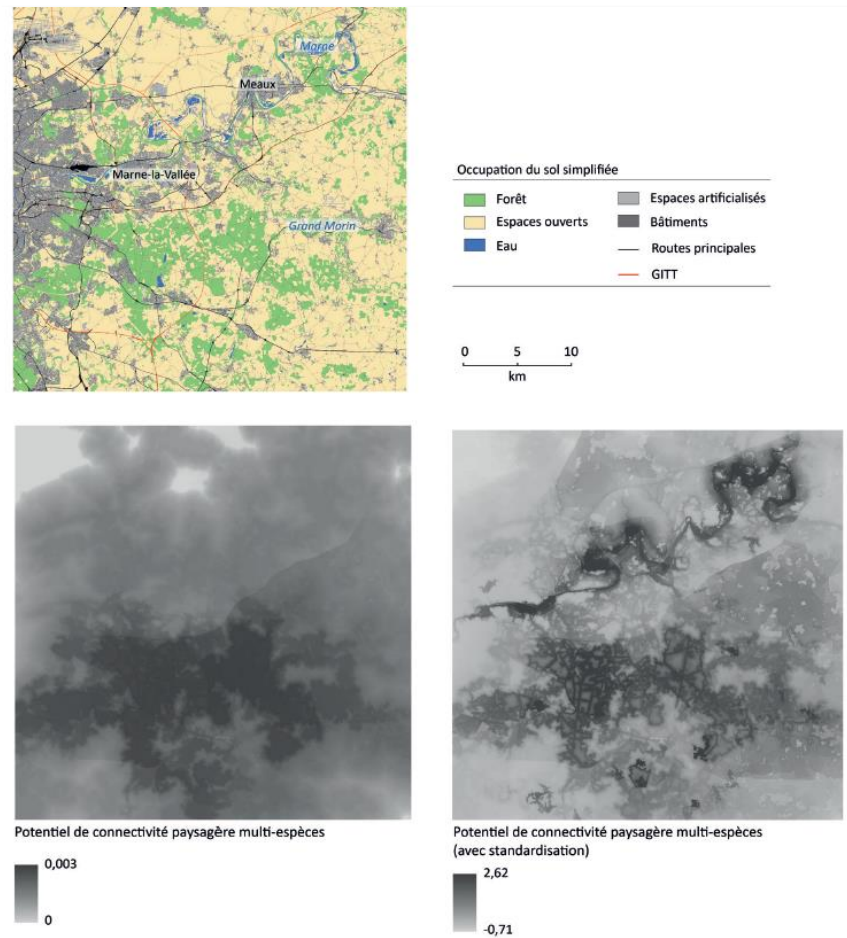 Marne
Meaux
Marne-la-Vallée
Grand Morin
Occupation du sol simplifiée
Forêt
Espaces ouverts
Eau
Espaces artificialisés
Bâtiments
Routes principales
GITT
0 5 10
km
Potentiel de connectivité paysagère multi-espèces
0,003
0
Potentiel de connectivité paysagère multi-espèces
(avec standardisation)
2,62
-0,71